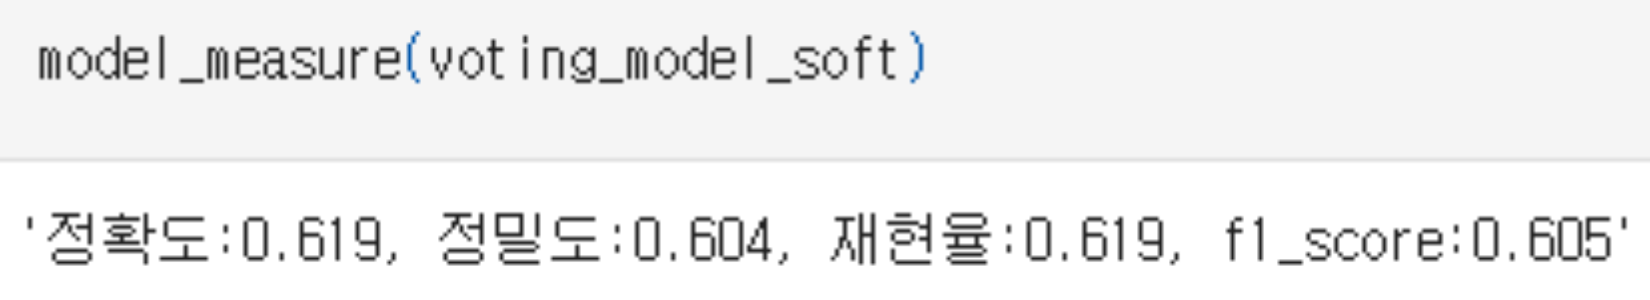 model_measure(voting_model_soft)
'정확도:0.619, 정밀도:0.604, 재현율:0.619, f1_score:0.605'